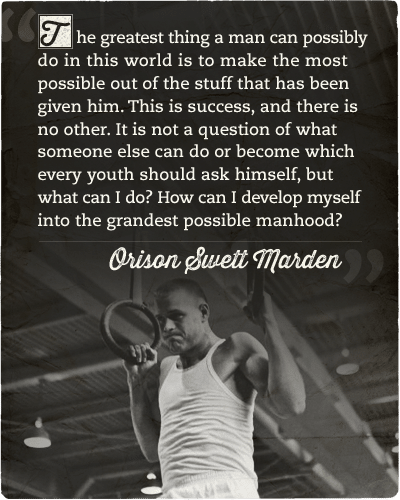 The greatest thing a man can possibly
do in this world is to make the most
possible out of the stuff that has been
given him. This is success, and there is
no other. It is not a question of what
someone else can do or become which
every youth should ask himself, but
what can I do? How can I develop myself
into the grandest possible manhood?
Orison Swett Marden